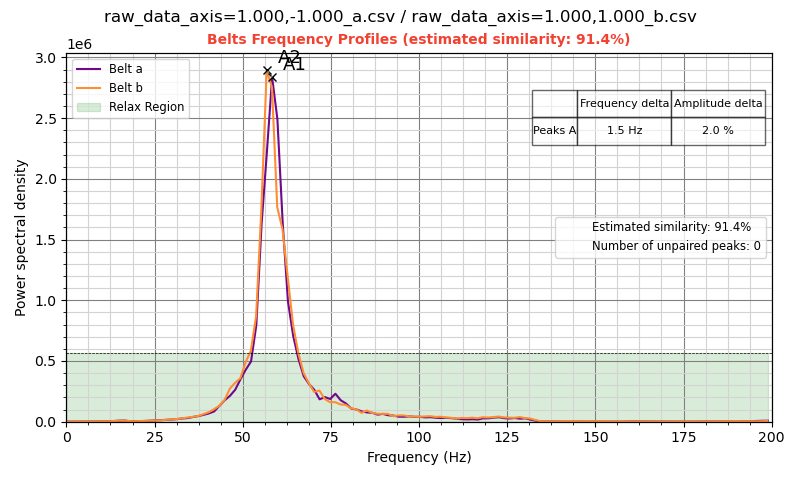 raw_data_axis=1.000,-1.000_a.csv / raw_data_axis=1.000,1.000_b.csv
Belts Frequency Profiles (estimated similarity: 91.4%)
1e6
A2
A1
Belt a
Belt b
Relax Region
Frequency delta Amplitude delta
Peaks A 1.5 Hz 2.0 %
Estimated similarity: 91.4%
Number of unpaired peaks: 0
Power spectral density
3.0
2.5
2.0
1.5
1.0
0.5
0.0
0 25 50 75 100 125 150 175 200
Frequency (Hz)